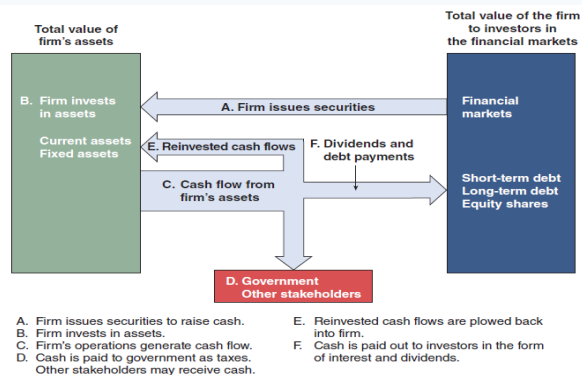 Total value of
firm's assets
Total value of the firm
to investors in
the financial markets
B. Firm invests
in assets
Current assets
Fixed assets
A. Firm issues securities
E. Reinvested cash flows
F. Dividends and
debt payments
C. Cash flow from
firm's assets
Financial
markets
Short-term debt
Long-term debt
Equity shares
D. Government
Other stakeholders
A. Firm issues securities to raise cash.
B. Firm invests in assets.
C. Firm's operations generate cash flow.
D. Cash is paid to government as taxes.
Other stakeholders may receive cash.
E. Reinvested cash flows are plowed back
into firm.
F. Cash is paid out to investors in the form
of interest and dividends.